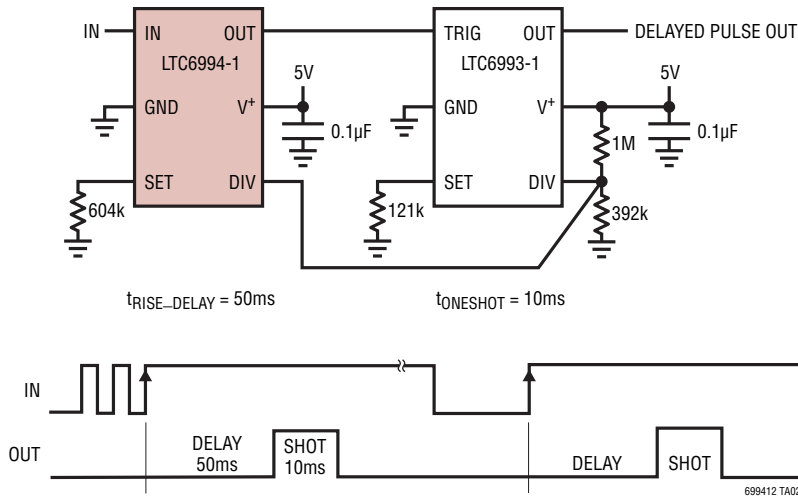 IN
IN OUT
LTC6994-1
GND V+
SET DIV
5V
0.1µF
604k
TRIG OUT
LTC6993-1
GND V+
SET DIV
DELAYED PULSE OUT
5V
0.1µF
1M
121k
392k
tRISE_DELAY = 50ms
tONESHOT = 10ms
IN
OUT
DELAY
50ms
SHOT
10ms
DELAY
SHOT
699412 TA02